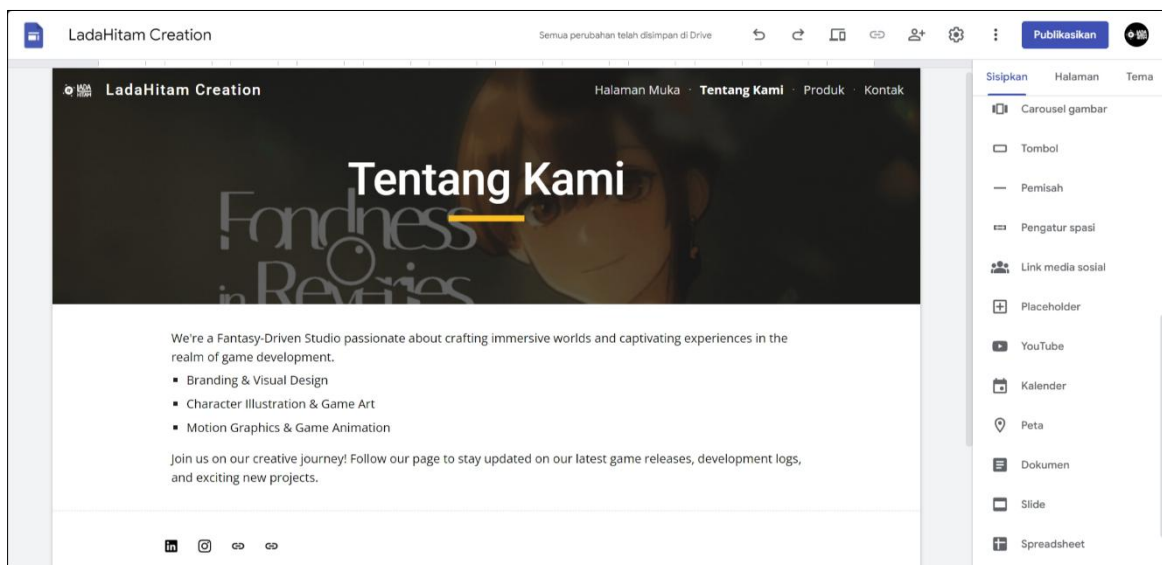 LadaHitam Creation
Semua perubahan telah disimpan di Drive
Publikasikan
LADA
HITAM
LadaHitam Creation
Halaman Muka · Tentang Kami · Produk · Kontak
Tentang Kami
Fondness
in Reveries
We're a Fantasy-Driven Studio passionate about crafting immersive worlds and captivating experiences in the
realm of game development.
▪ Branding & Visual Design
▪ Character Illustration & Game Art
▪ Motion Graphics & Game Animation
Join us on our creative journey! Follow our page to stay updated on our latest game releases, development logs,
and exciting new projects.
in
Sisipkan
Halaman
Tema
Carousel gambar
Tombol
Pemisah
Pengatur spasi
Link media sosial
Placeholder
YouTube
Kalender
Peta
Dokumen
Slide
Spreadsheet